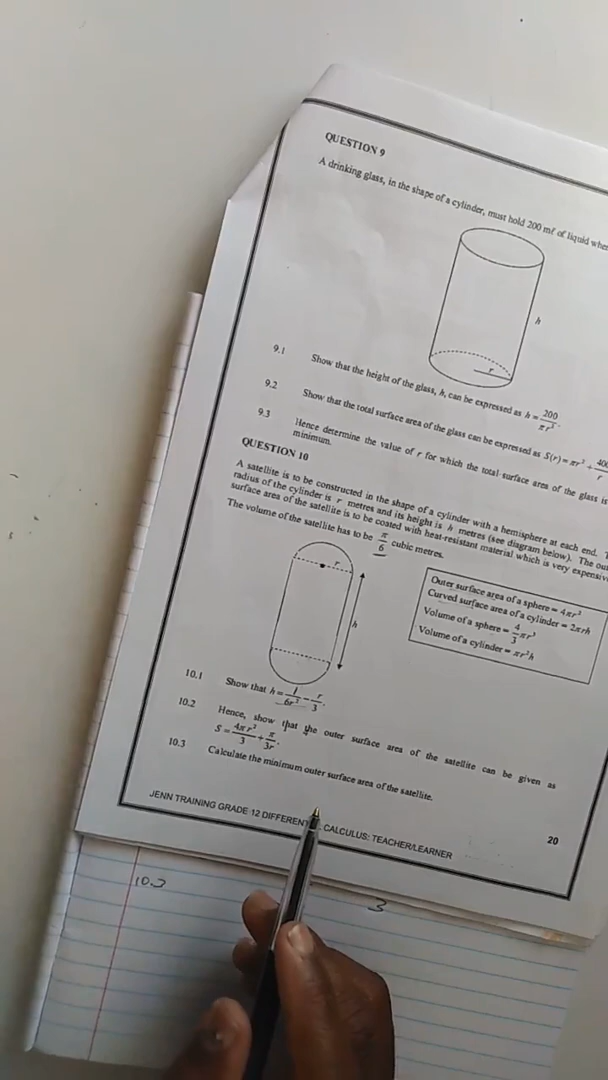 QUESTION 9
A drinking glass, in the shape of a cylinder, must hold 200 mℓ of liquid when
h
r
9.1 Show that the height of the glass, h, can be expressed as h = 200/πr².
9.2 Show that the total surface area of the glass can be expressed as S(r) = πr² + 400/r
9.3 Hence determine the value of r for which the total surface area of the glass is
minimum.
QUESTION 10
A satellite is to be constructed in the shape of a cylinder with a hemisphere at each end.
radius of the cylinder is r metres and its height is h metres (see diagram below). The
surface area of the satellite is to be coated with heat-resistant material which is very
The volume of the satellite has to be π/6 cubic metres.
r
h
Outer surface area of a sphere = 4πr²
Curved surface area of a cylinder = 2πrh
Volume of a sphere = 4/3 πr³
Volume of a cylinder = πr²h
10.1 Show that h = 1/6r² − r/3.
10.2 Hence, show that the outer surface area of the satellite can be given as
S = 4πr²/3 + π/3r.
10.3 Calculate the minimum outer surface area of the satellite.
JENN TRAINING GRADE 12 CALCULUS: TEACHER/LEARNER
20
10.3
3